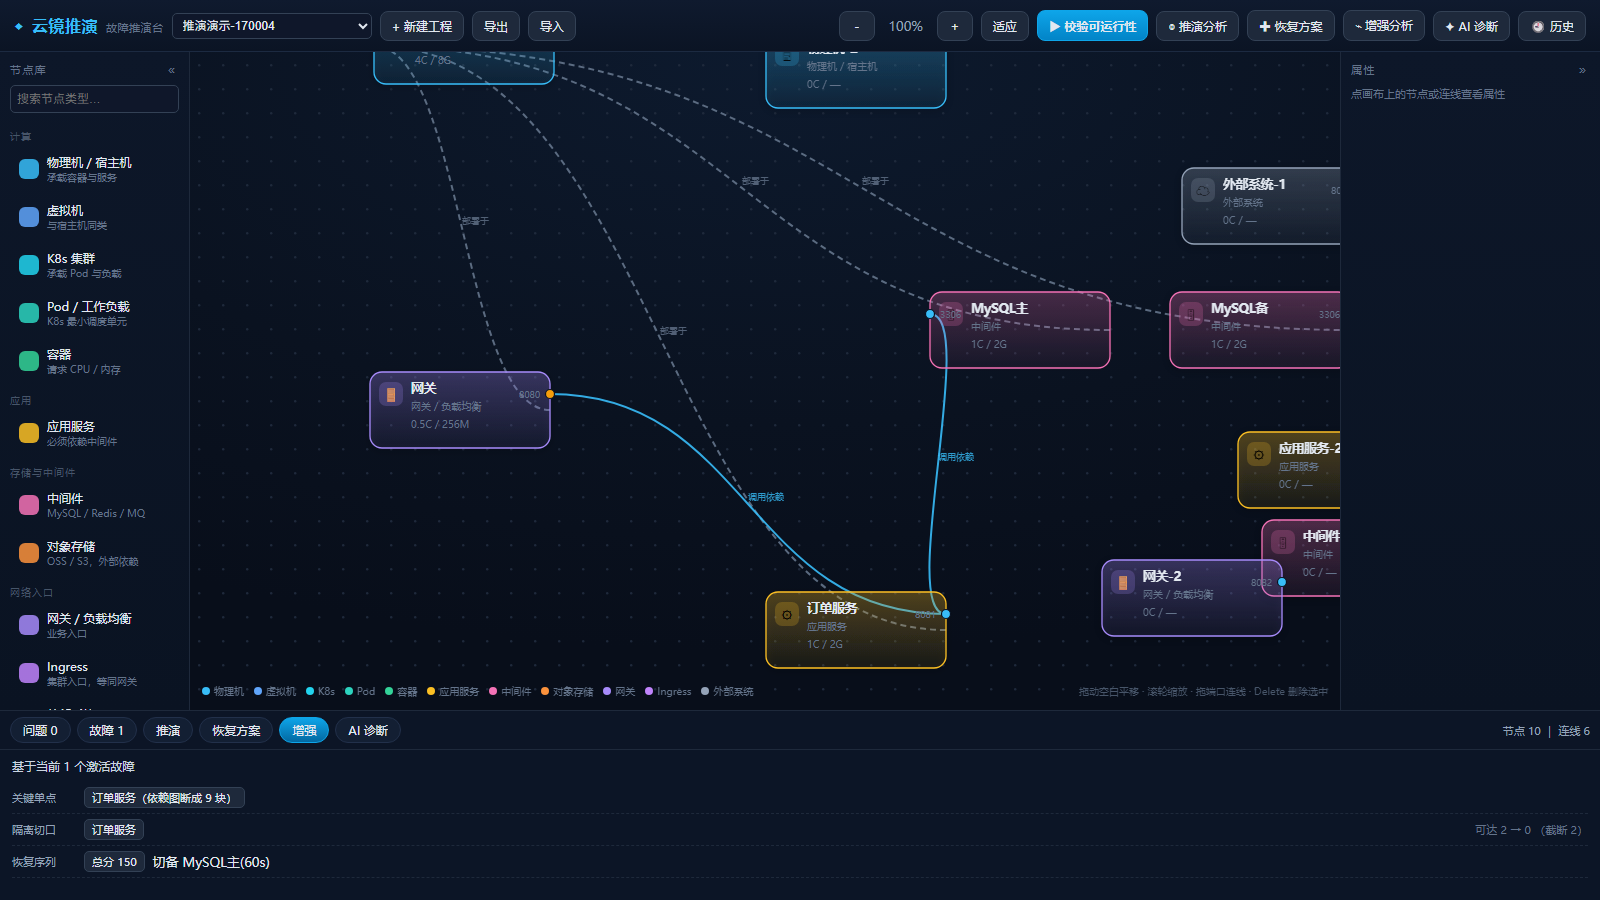 云镜推演 故障推演台
推演演示-170004
+ 新建工程
导出
导入
-
100%
+
适应
校验可运行性
推演分析
恢复方案
增强分析
AI 诊断
历史
节点库
«
搜索节点类型...
计算
物理机 / 宿主机
承载容器与服务
虚拟机
与宿主机同类
K8s 集群
承载 Pod 与负载
Pod / 工作负载
K8s 最小调度单元
容器
请求 CPU / 内存
应用
应用服务
必须依赖中间件
存储与中间件
中间件
MySQL / Redis / MQ
对象存储
OSS / S3，外部依赖
网络入口
网关 / 负载均衡
业务入口
Ingress
集群入口，等同网关
4C / 8G
物理机 / 宿主机
0C / —
部署于
部署于
部署于
部署于
外部系统-1
外部系统
0C / —
MySQL主
3306
中间件
1C / 2G
MySQL备
3306
中间件
1C / 2G
网关
8080
网关 / 负载均衡
0.5C / 256M
调用依赖
调用依赖
应用服务-2
应用服务
0C / —
中间件
中间件
0C / —
网关-2
8082
网关 / 负载均衡
0C / —
订单服务
8081
应用服务
1C / 2G
物理机 虚拟机 K8s Pod 容器 应用服务 中间件 对象存储 网关 Ingress 外部系统
拖动空白平移 · 滚轮缩放 · 拖端口连线 · Delete 删除选中
属性
»
点画布上的节点或连线查看属性
问题 0
故障 1
推演
恢复方案
增强
AI 诊断
节点 10 | 连线 6
基于当前 1 个激活故障
关键单点 订单服务（依赖图断成 9 块）
隔离切口 订单服务 可达 2 → 0 （截断 2）
恢复序列 总分 150 切备 MySQL主(60s)